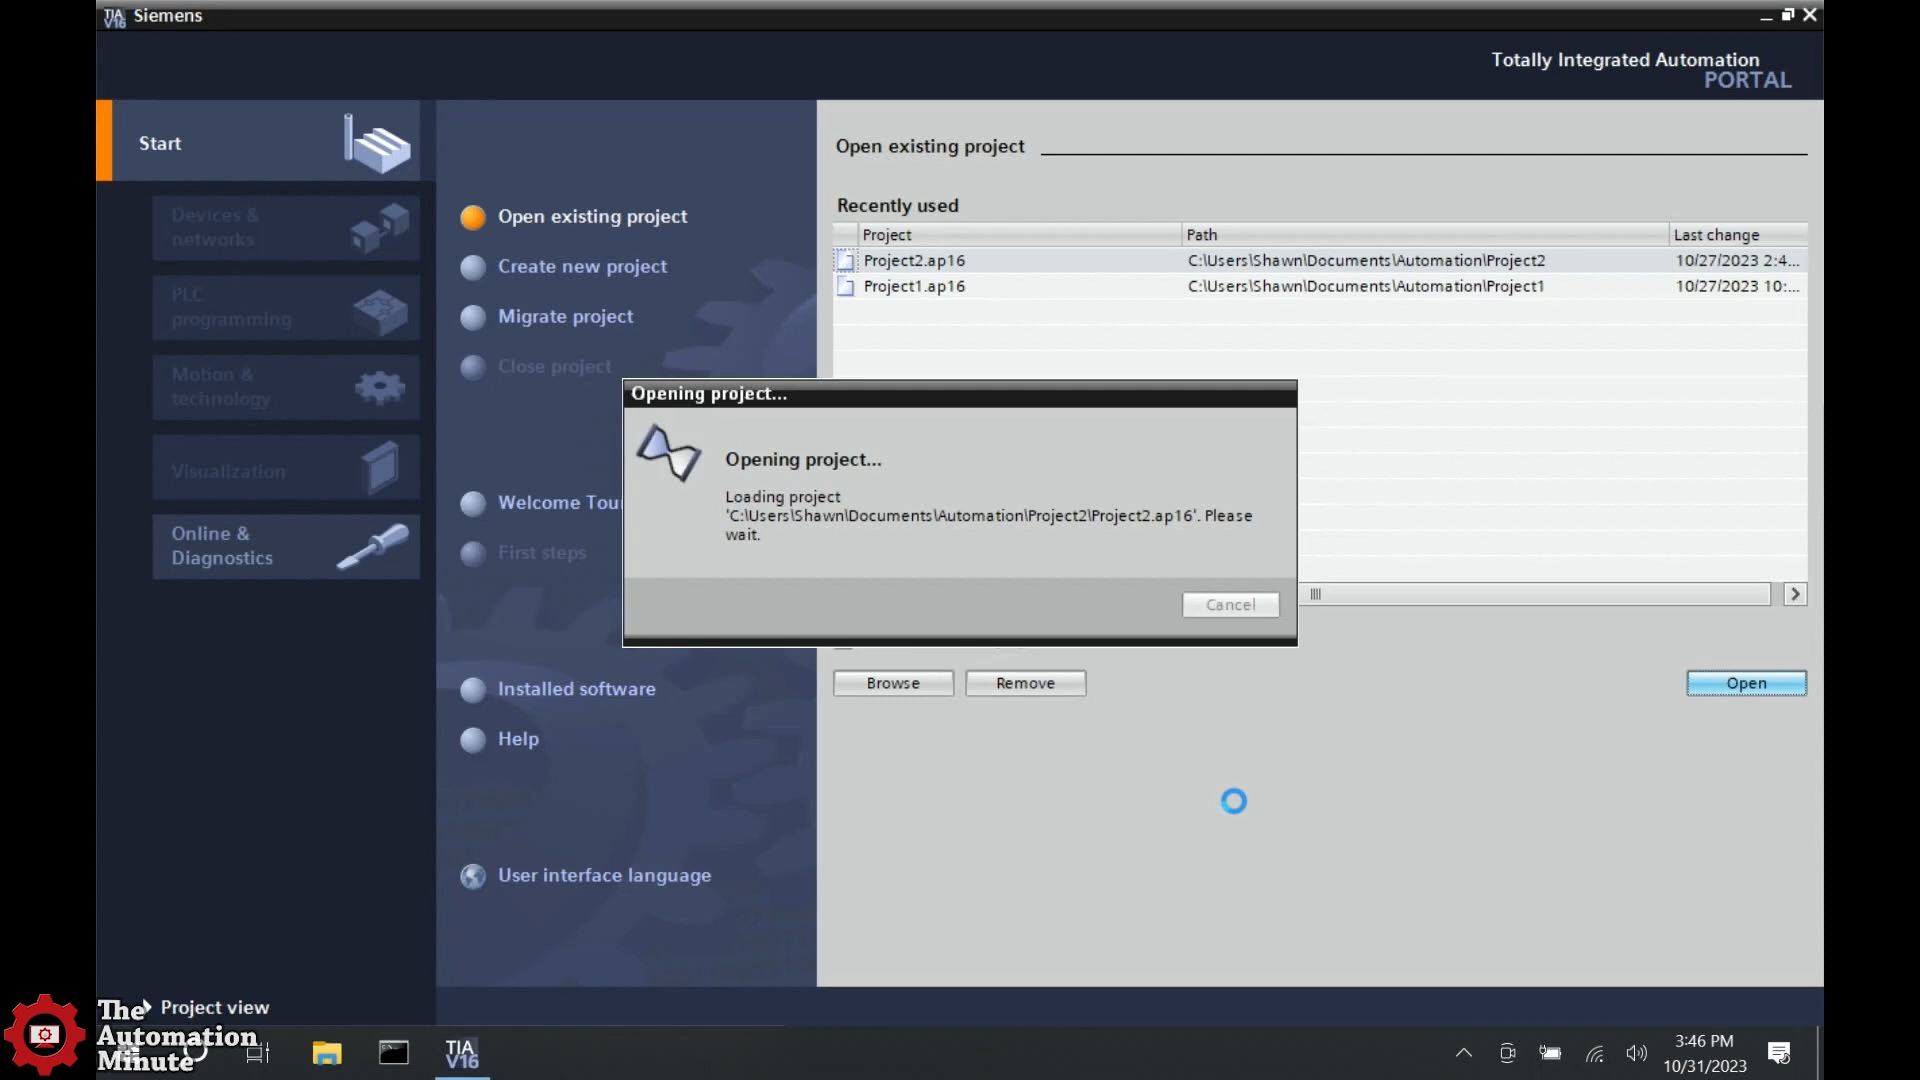 TIA
V16
Siemens
Totally Integrated Automation
PORTAL
Start
Devices &
networks
PLC
programming
Motion &
technology
Visualization
Online &
Diagnostics
Open existing project
Create new project
Migrate project
Close project
Welcome Tou
First steps
Installed software
Help
User interface language
Open existing project
Recently used
Project Path Last change
Project2.ap16 C:\Users\Shawn\Documents\Automation\Project2 10/27/2023 2:4...
Project1.ap16 C:\Users\Shawn\Documents\Automation\Project1 10/27/2023 10:...
Opening project...
Opening project...
Loading project
'C:\Users\Shawn\Documents\Automation\Project2\Project2.ap16'. Please
wait.
Cancel
Browse Remove Open
Project view
The
Automation
Minute
TIA
V16
3:46 PM
10/31/2023